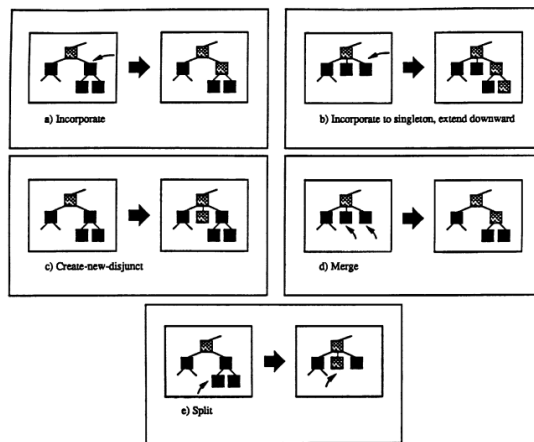 a) Incorporate
b) Incorporate to singleton, extend downward
c) Create-new-disjunct
d) Merge
e) Split